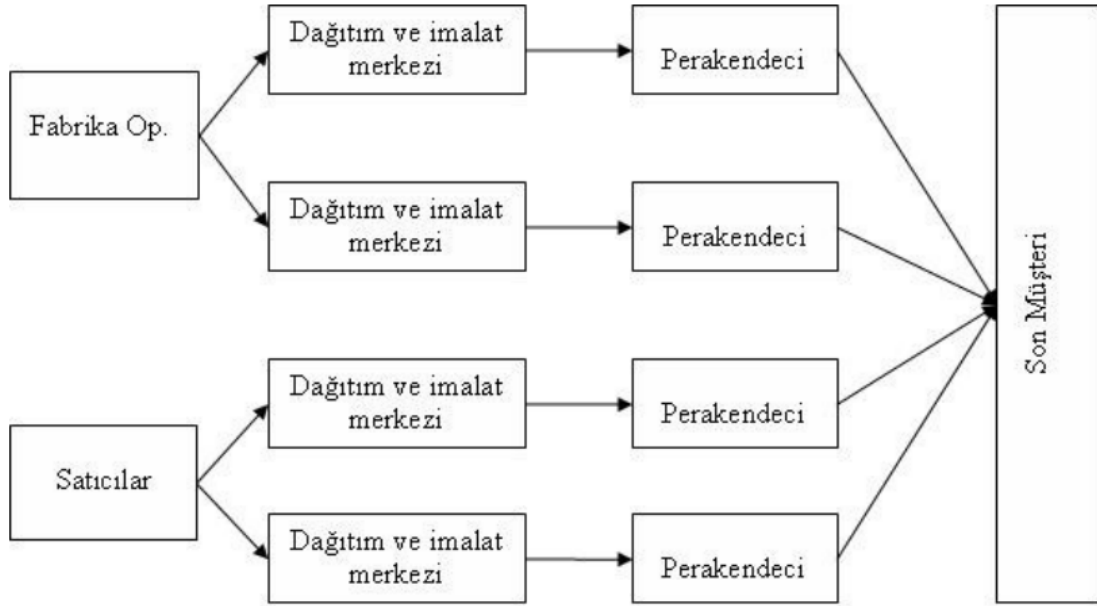 Fabrika Op.
Dağıtım ve imalat
merkezi
Perakendeci
Dağıtım ve imalat
merkezi
Perakendeci
Satıcılar
Dağıtım ve imalat
merkezi
Perakendeci
Dağıtım ve imalat
merkezi
Perakendeci
Son Müşteri